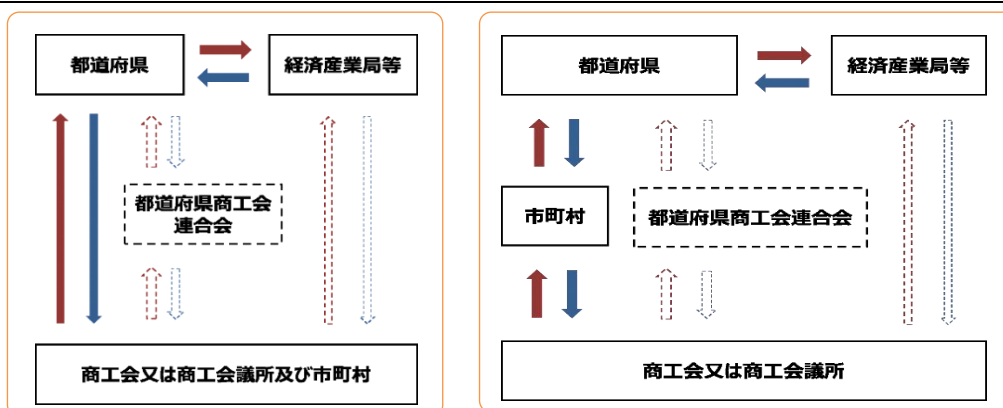 都道府県
経済産業局等
都道府県商工会
連合会
商工会又は商工会議所及び市町村
都道府県
経済産業局等
市町村
都道府県商工会連合会
商工会又は商工会議所